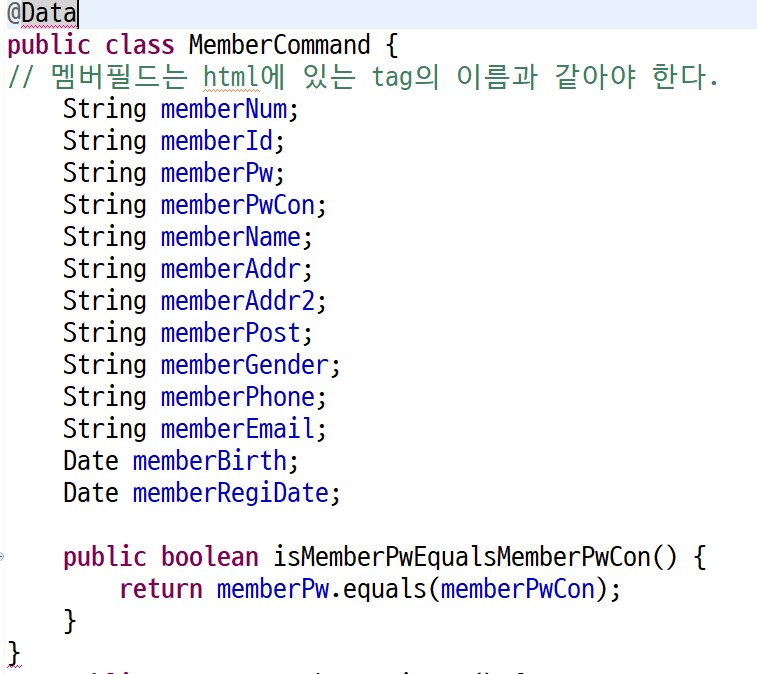 @Data
public class MemberCommand {
// 멤버필드는 html에 있는 tag의 이름과 같아야 한다.
String memberNum;
String memberId;
String memberPw;
String memberPwCon;
String memberName;
String memberAddr;
String memberAddr2;
String memberPost;
String memberGender;
String memberPhone;
String memberEmail;
Date memberBirth;
Date memberRegiDate;
public boolean isMemberPwEqualsMemberPwCon() {
return memberPw.equals(memberPwCon);
}
}